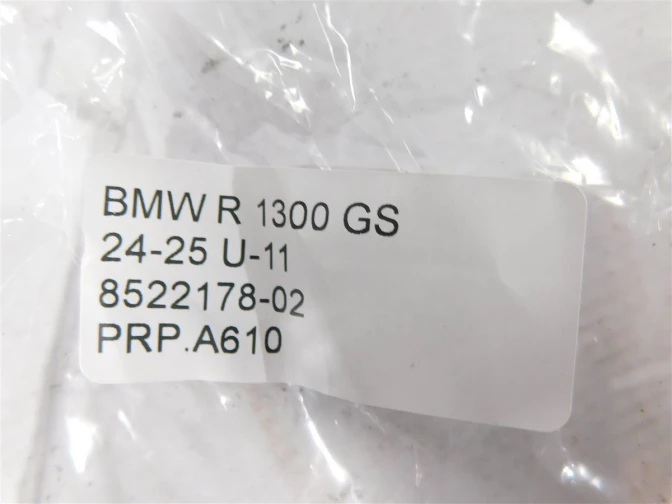 BMW R 1300 GS
24-25 U-11
8522178-02
PRP.A610